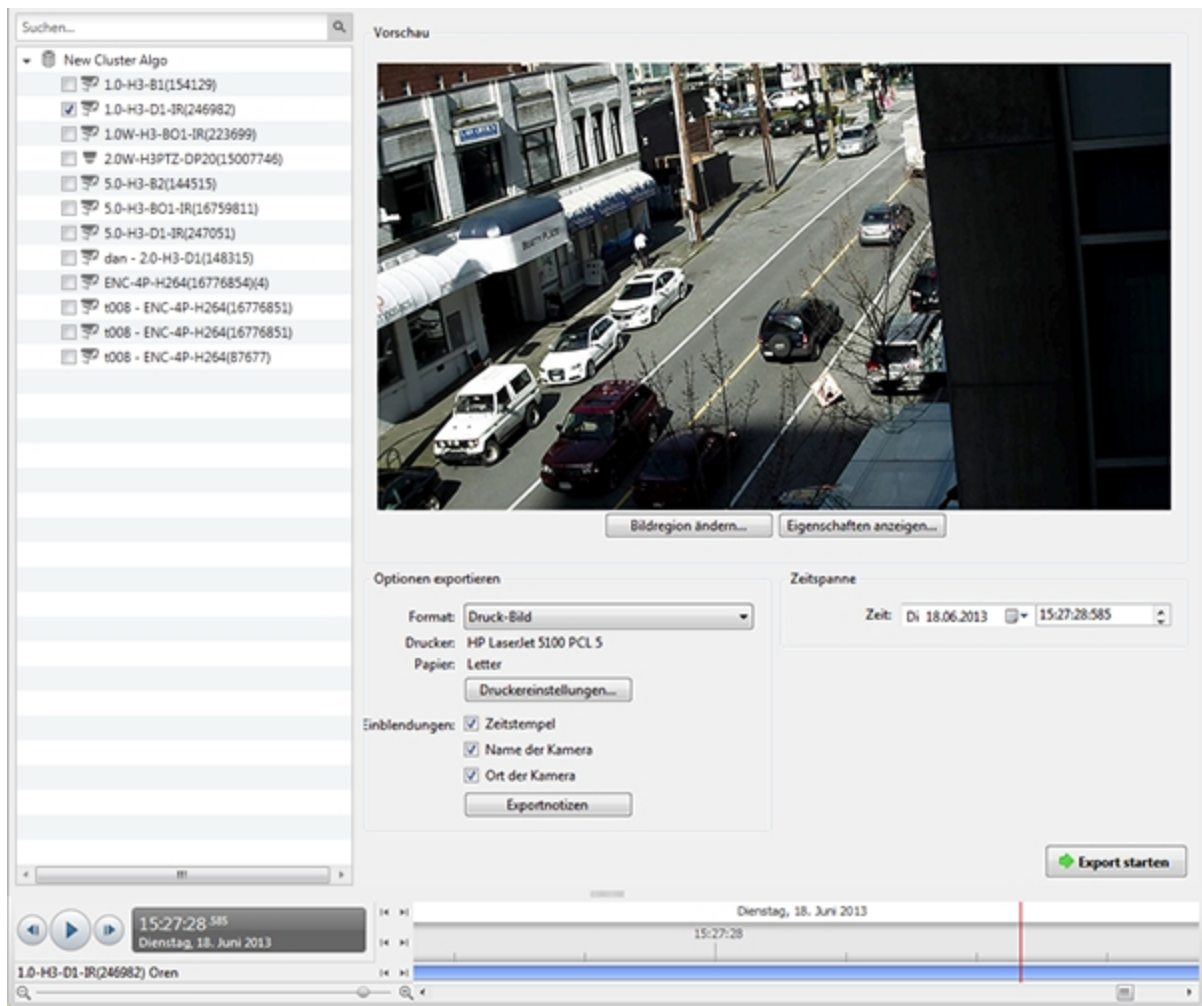 Suchen...
New Cluster Algo
1.0-H3-B1(154129)
1.0-H3-D1-IR(246982)
1.0W-H3-BO1-IR(223699)
2.0W-H3PTZ-DP20(15007746)
5.0-H3-B2(144515)
5.0-H3-BO1-IR(16759811)
5.0-H3-D1-IR(247051)
dan - 2.0-H3-D1(148315)
ENC-4P-H264(16776854)(4)
t008 - ENC-4P-H264(16776851)
t008 - ENC-4P-H264(16776851)
t008 - ENC-4P-H264(87677)
Vorschau
LAW OFFICE
BEAUTY PLACE
Bildregion ändern...
Eigenschaften anzeigen...
Optionen exportieren
Format: Druck-Bild
Drucker: HP LaserJet 5100 PCL 5
Papier: Letter
Druckereinstellungen...
Einblendungen: Zeitstempel
Name der Kamera
Ort der Kamera
Exportnotizen
Zeitspanne
Zeit: Di 18.06.2013 15:27:28:585
Export starten
15:27:28.585
Dienstag, 18. Juni 2013
Dienstag, 18. Juni 2013
15:27:28
1.0-H3-D1-IR(246982) Oren